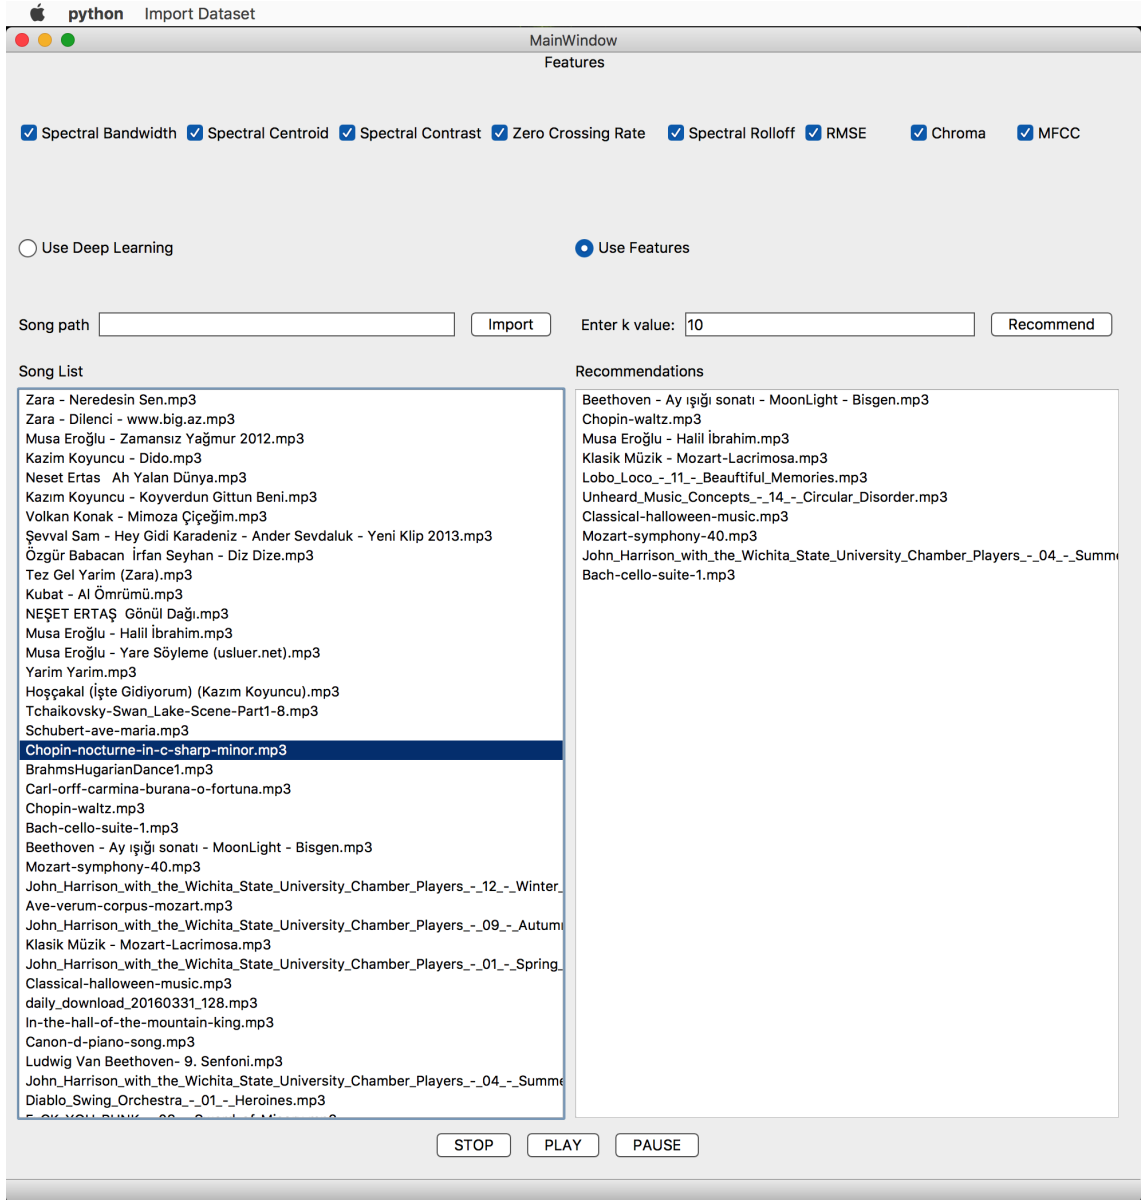 python Import Dataset
MainWindow
Features
Spectral Bandwidth Spectral Centroid Spectral Contrast Zero Crossing Rate Spectral Rolloff RMSE Chroma MFCC
Use Deep Learning Use Features
Song path Import Enter k value: 10 Recommend
Song List
Zara - Neredesin Sen.mp3
Zara - Dilenci - www.big.az.mp3
Musa Eroğlu - Zamansız Yağmur 2012.mp3
Kazim Koyuncu - Dido.mp3
Neset Ertas   Ah Yalan Dünya.mp3
Kazım Koyuncu - Koyverdun Gittun Beni.mp3
Volkan Konak - Mimoza Çiçeğim.mp3
Şevval Sam - Hey Gidi Karadeniz - Ander Sevdaluk - Yeni Klip 2013.mp3
Özgür Babacan  İrfan Seyhan - Diz Dize.mp3
Tez Gel Yarim (Zara).mp3
Kubat - Al Ömrümü.mp3
NEŞET ERTAŞ  Gönül Dağı.mp3
Musa Eroğlu - Halil İbrahim.mp3
Musa Eroğlu - Yare Söyleme (usluer.net).mp3
Yarim Yarim.mp3
Hoşçakal (İşte Gidiyorum) (Kazım Koyuncu).mp3
Tchaikovsky-Swan_Lake-Scene-Part1-8.mp3
Schubert-ave-maria.mp3
Chopin-nocturne-in-c-sharp-minor.mp3
BrahmsHugarianDance1.mp3
Carl-orff-carmina-burana-o-fortuna.mp3
Chopin-waltz.mp3
Bach-cello-suite-1.mp3
Beethoven - Ay ışığı sonatı - MoonLight - Bisgen.mp3
Mozart-symphony-40.mp3
John_Harrison_with_the_Wichita_State_University_Chamber_Players_-_12_-_Winter_
Ave-verum-corpus-mozart.mp3
John_Harrison_with_the_Wichita_State_University_Chamber_Players_-_09_-_Autum
Klasik Müzik - Mozart-Lacrimosa.mp3
John_Harrison_with_the_Wichita_State_University_Chamber_Players_-_01_-_Spring_
Classical-halloween-music.mp3
daily_download_20160331_128.mp3
In-the-hall-of-the-mountain-king.mp3
Canon-d-piano-song.mp3
Ludwig Van Beethoven- 9. Senfoni.mp3
John_Harrison_with_the_Wichita_State_University_Chamber_Players_-_04_-_Summe
Diablo_Swing_Orchestra_-_01_-_Heroines.mp3
Recommendations
Beethoven - Ay ışığı sonatı - MoonLight - Bisgen.mp3
Chopin-waltz.mp3
Musa Eroğlu - Halil İbrahim.mp3
Klasik Müzik - Mozart-Lacrimosa.mp3
Lobo_Loco_-_11_-_Beauftiful_Memories.mp3
Unheard_Music_Concepts_-_14_-_Circular_Disorder.mp3
Classical-halloween-music.mp3
Mozart-symphony-40.mp3
John_Harrison_with_the_Wichita_State_University_Chamber_Players_-_04_-_Summe
Bach-cello-suite-1.mp3
STOP PLAY PAUSE